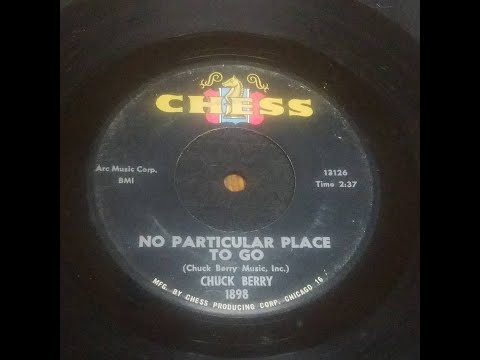 CHESS
Arc Music Corp.
BMI
13126
Time 2:37
NO PARTICULAR PLACE
TO GO
(Chuck Berry Music, Inc.)
CHUCK BERRY
1898
MFG. BY CHESS PRODUCING CORP. CHICAGO 16